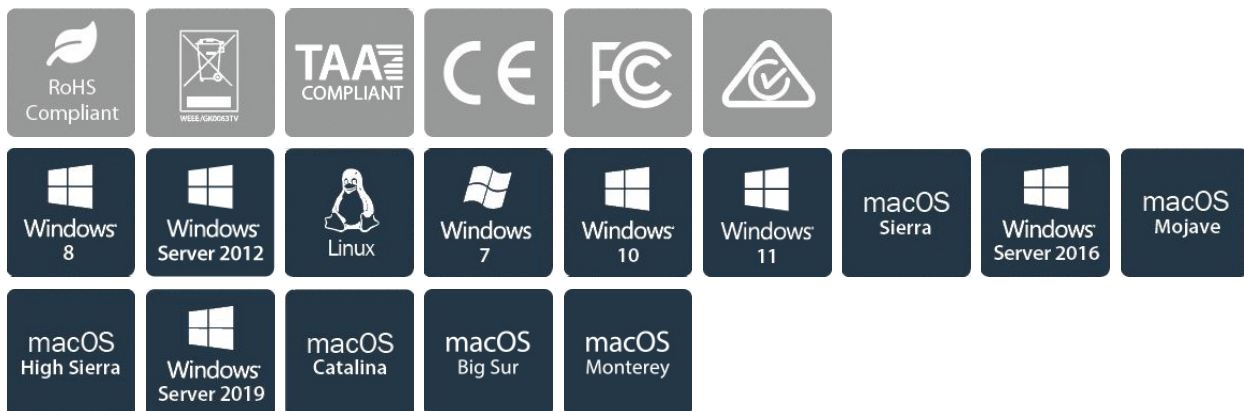 RoHS
Compliant
WEEE/GK0083TV
TAA
COMPLIANT
CE
FC
Windows
8
Windows
Server 2012
Linux
Windows
7
Windows
10
Windows
11
macOS
Sierra
Windows
Server 2016
macOS
Mojave
macOS
High Sierra
Windows
Server 2019
macOS
Catalina
macOS
Big Sur
macOS
Monterey